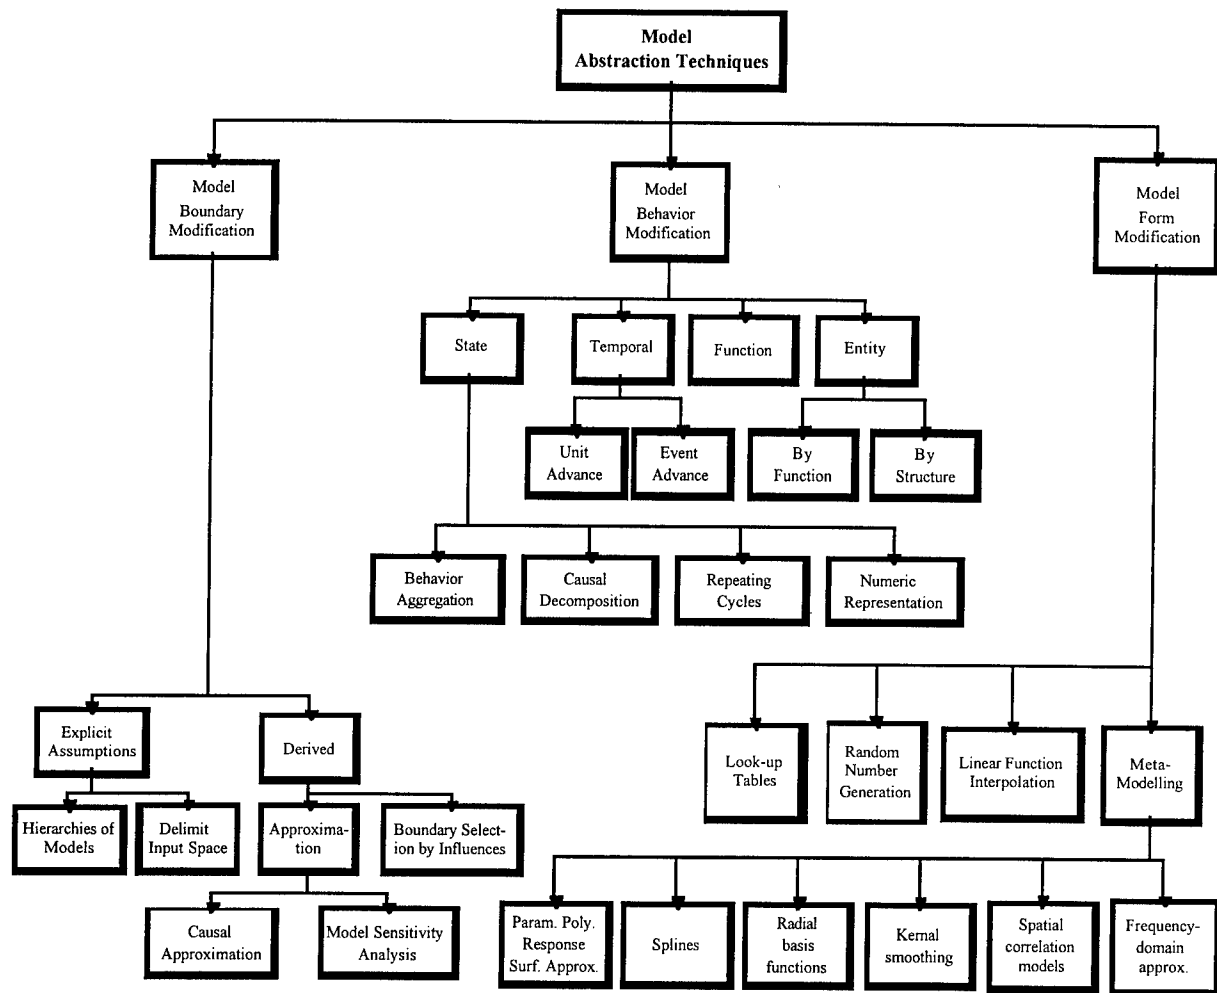 Model
Abstraction Techniques
Model
Boundary
Modification
Model
Behavior
Modification
Model
Form
Modification
State
Temporal
Function
Entity
Unit
Advance
Event
Advance
By
Function
By
Structure
Behavior
Aggregation
Causal
Decomposition
Repeating
Cycles
Numeric
Representation
Explicit
Assumptions
Derived
Look-up
Tables
Random
Number
Generation
Linear Function
Interpolation
Meta-
Modelling
Hierarchies of
Models
Delimit
Input Space
Approxima-
tion
Boundary Select-
ion by Influences
Causal
Approximation
Model Sensitivity
Analysis
Param. Poly.
Response
Surf. Approx.
Splines
Radial
basis
functions
Kernal
smoothing
Spatial
correlation
models
Frequency-
domain
approx.